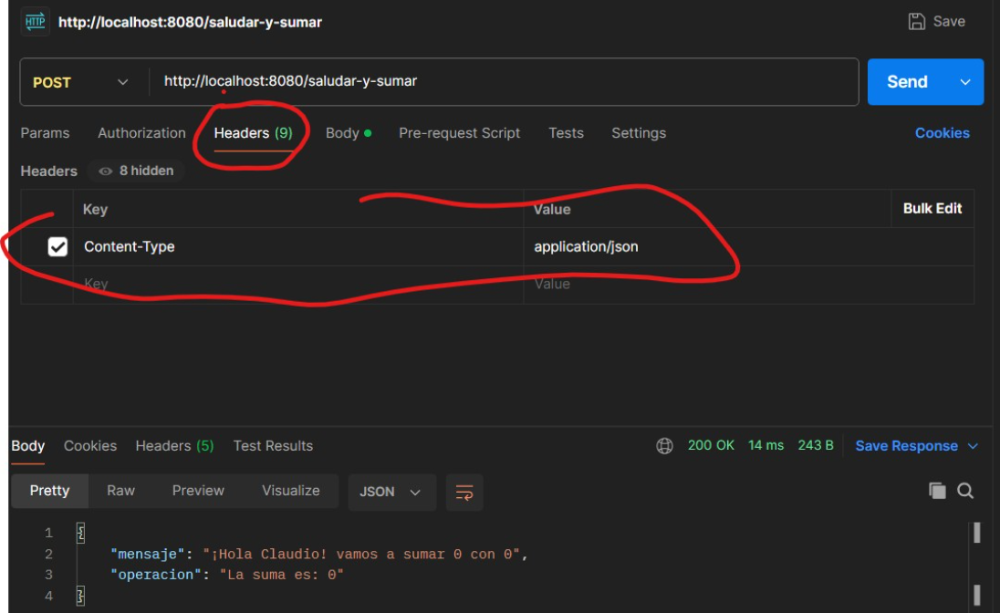 HTTP http://localhost:8080/saludar-y-sumar Save
POST http://localhost:8080/saludar-y-sumar Send
Params Authorization Headers (9) Body Pre-request Script Tests Settings Cookies
Headers 8 hidden
Key Value Bulk Edit
Content-Type application/json
Key Value
Body Cookies Headers (5) Test Results 200 OK 14 ms 243 B Save Response
Pretty Raw Preview Visualize JSON
1 {
2 "mensaje": "¡Hola Claudio! vamos a sumar 0 con 0",
3 "operacion": "La suma es: 0"
4 }